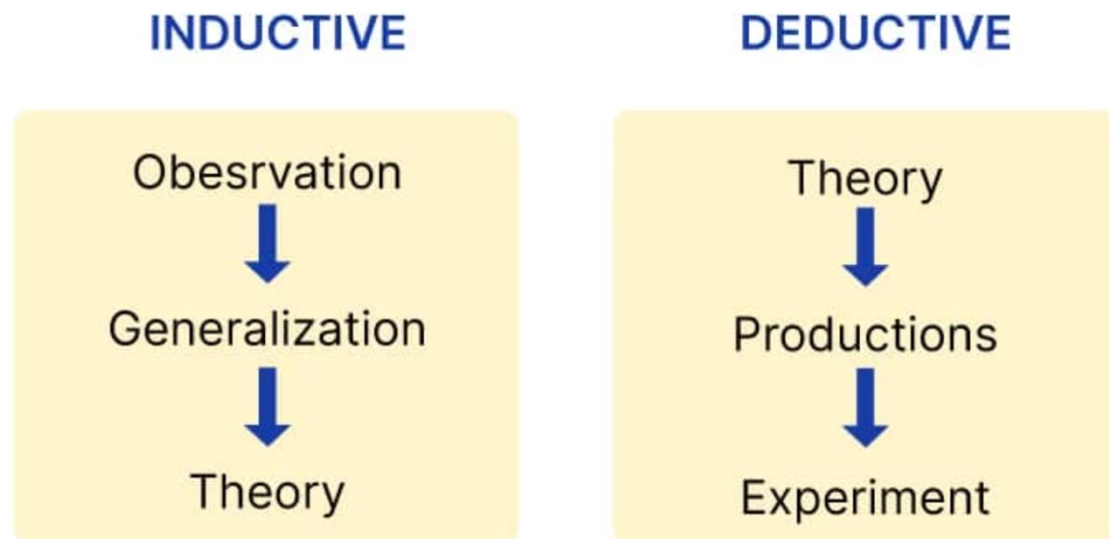 INDUCTIVE
Obesrvation
Generalization
Theory
DEDUCTIVE
Theory
Productions
Experiment